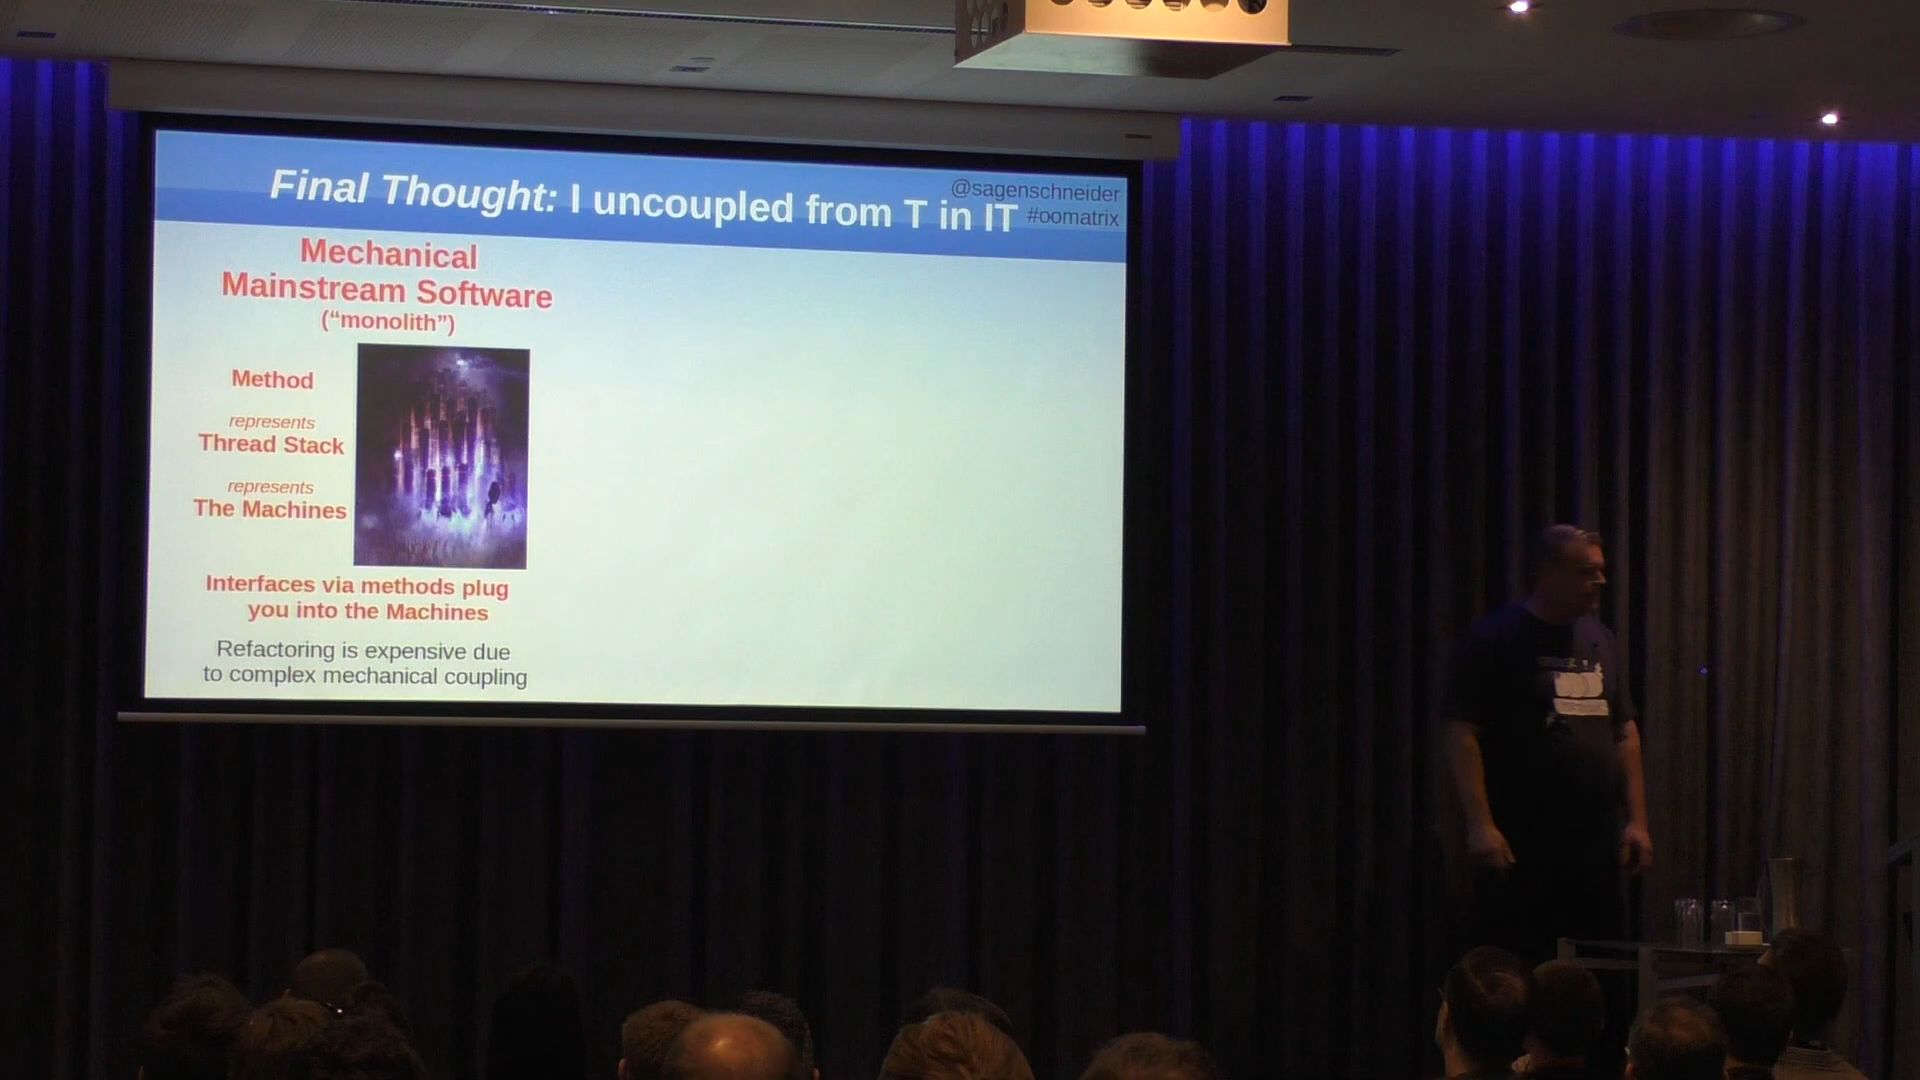 Final Thought: I uncoupled from T in IT
@sagenschneider
#oomatrix
Mechanical
Mainstream Software
(“monolith”)
Method
represents
Thread Stack
represents
The Machines
Interfaces via methods plug
you into the Machines
Refactoring is expensive due
to complex mechanical coupling